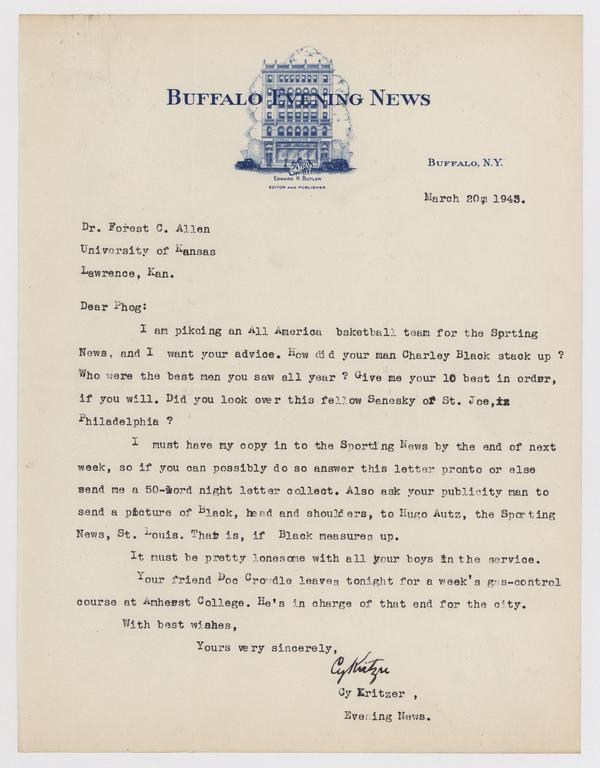 BUFFALO EVENING NEWS
BUFFALO EVENING NEWS
EDWARD H. BUTLER
EDITOR AND PUBLISHER
BUFFALO, N.Y.
March 20, 1943.
Dr. Forest C. Allen
University of Kansas
Lawrence, Kan.
Dear Phog:
I am pikcing an All America bsketball team for the Sprting
News, and I want your advice. How did your man Charley Black stack up ?
Who were the best men you saw all year ? Give me your 10 best in order,
if you will. Did you look over this fellow Senesky of St. Joe, in
Philadelphia ?
I must have my copy in to the Sporting News by the end of next
week, so if you can possibly do so answer this letter pronto or else
send me a 50-word night letter collect. Also ask your publicity man to
send a picture of Black, head and shoulders, to Hugo Autz, the Sporting
News, St. Louis. That is, if Black measures up.
It must be pretty lonesome with all your boys in the service.
Your friend Doc Crowdle leaves tonight for a week's gas-control
course at Amherst College. He's in charge of that end for the city.
With best wishes,
Yours very sincerely,
Cy Kritzer
Cy Kritzer ,
Evening News.